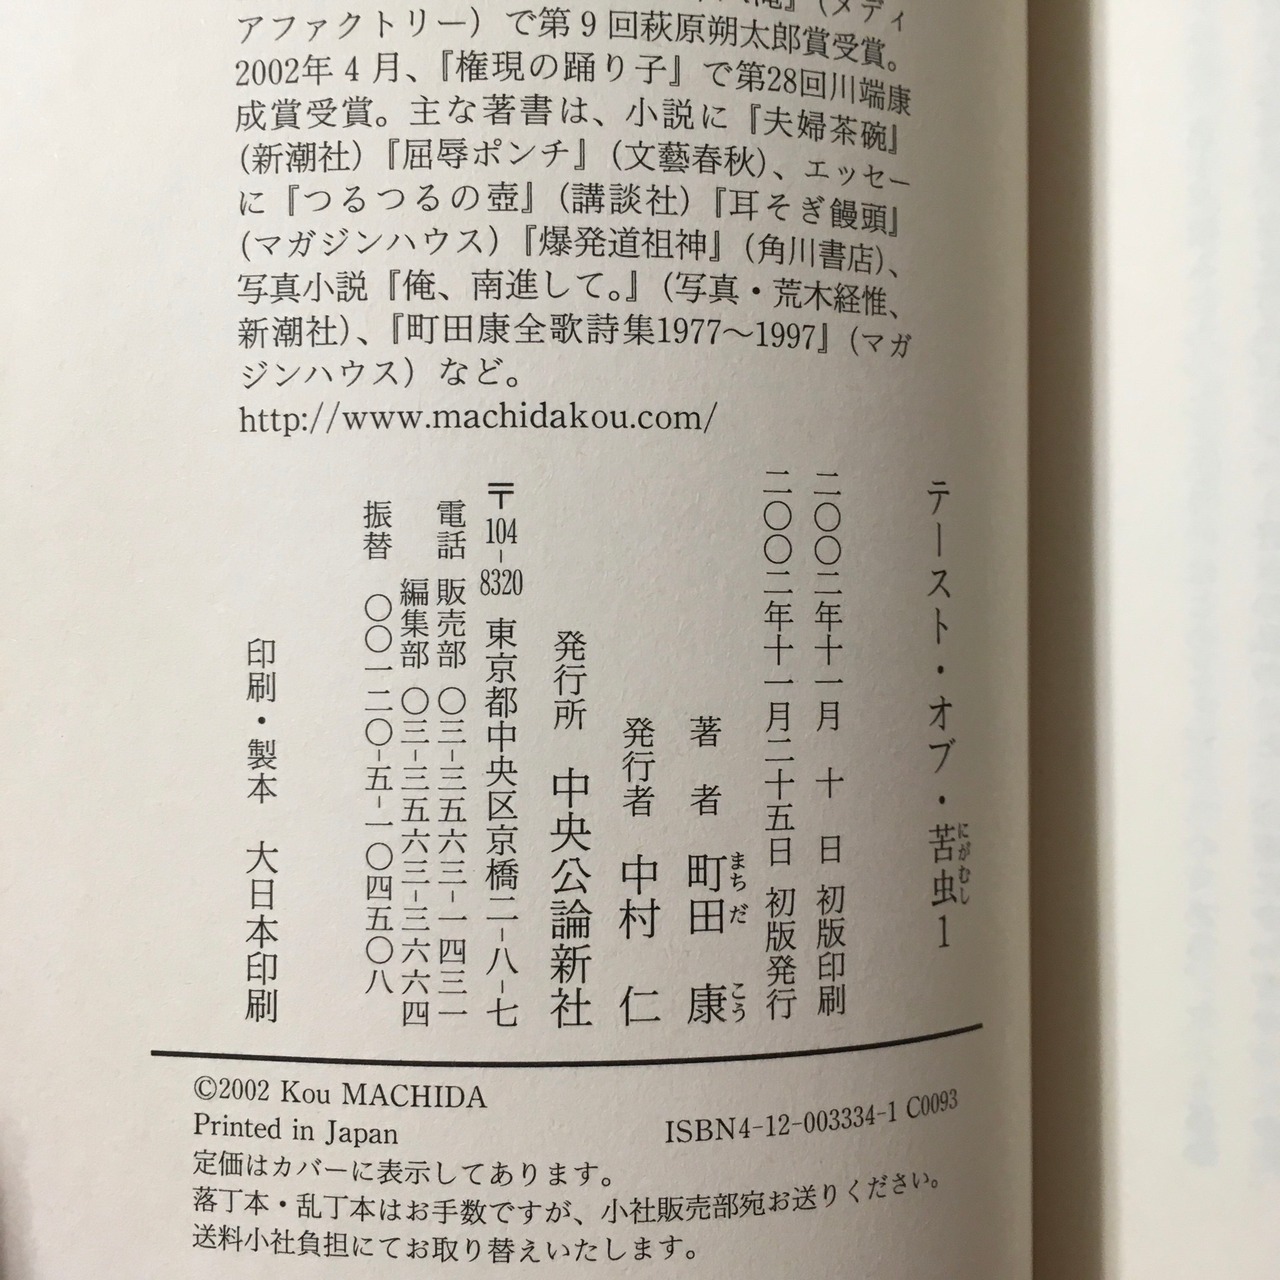 俺』（メディ
アファクトリー）で第9回萩原朔太郎賞受賞。
2002年4月、『権現の踊り子』で第28回川端康
成賞受賞。主な著書は、小説に『夫婦茶碗』
（新潮社）『屈辱ポンチ』（文藝春秋）、エッセー
に『つるつるの壺』（講談社）『耳そぎ饅頭』
（マガジンハウス）『爆発道祖神』（角川書店）、
写真小説『俺、南進して。』（写真・荒木経惟、
新潮社）、『町田康全歌詩集1977〜1997』（マガ
ジンハウス）など。
http://www.machidakou.com/
テースト・オブ・苦虫1
にがむし
二〇〇二年十一月 十 日 初版印刷
二〇〇二年十一月二十五日 初版発行
著 者 町田 康
まちだ こう
発行者 中村 仁
発行所 中央公論新社
〒104-8320 東京都中央区京橋二-八-七
電話 販売部 〇三-三五六三-一四三一
編集部 〇三-三五六三-三六六四
振替 〇〇一二〇-五-一〇四五〇八
印刷・製本 大日本印刷
©2002 Kou MACHIDA
Printed in Japan
ISBN4-12-003334-1 C0093
定価はカバーに表示してあります。
落丁本・乱丁本はお手数ですが、小社販売部宛お送りください。
送料小社負担にてお取り替えいたします。